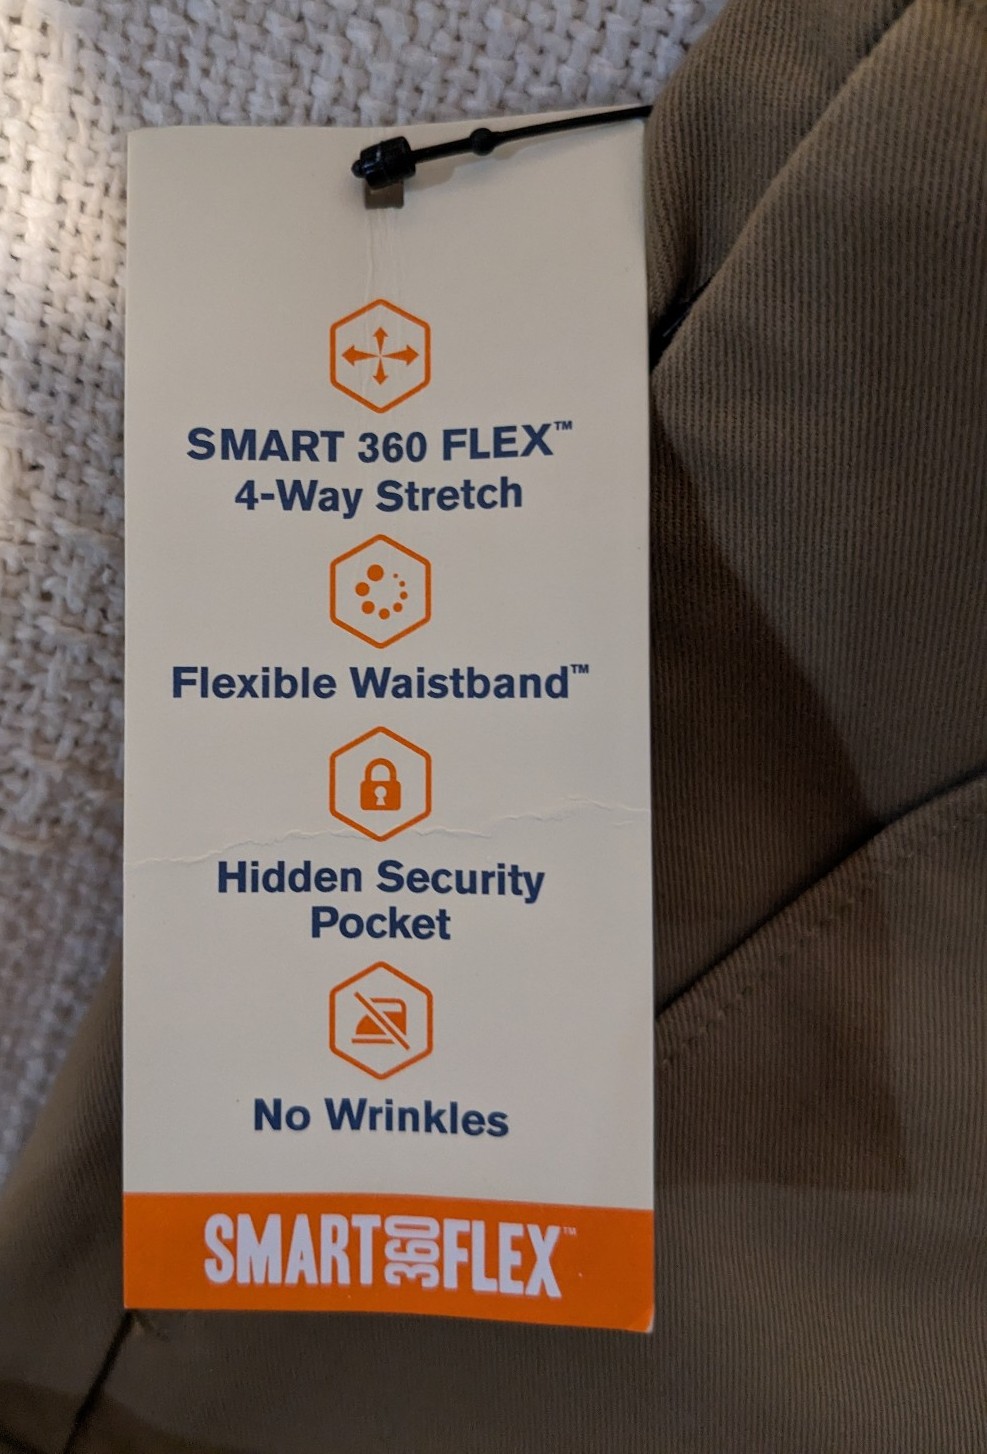 SMART 360 FLEX™
4-Way Stretch
Flexible Waistband™
Hidden Security
Pocket
No Wrinkles
SMART360FLEX™